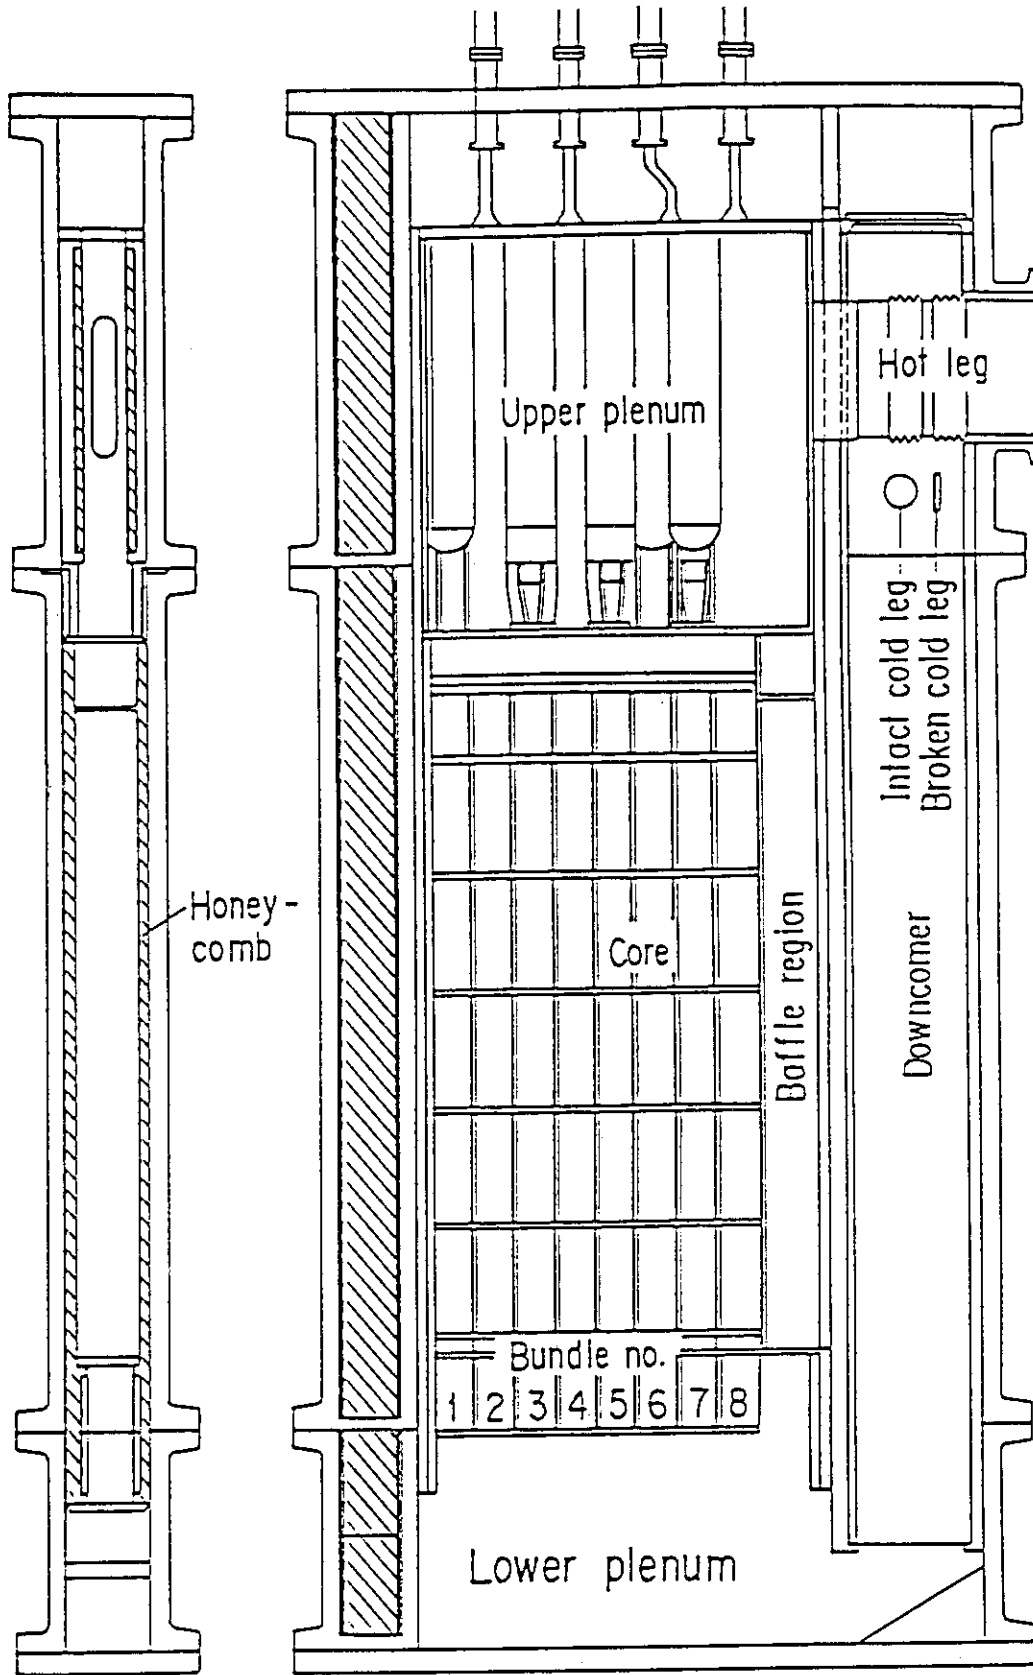 Hot leg
Upper plenum
Intact cold leg
Broken cold leg
Honey-
comb
Core
Baffle region
Downcomer
Bundle no.
1 2 3 4 5 6 7 8
Lower plenum